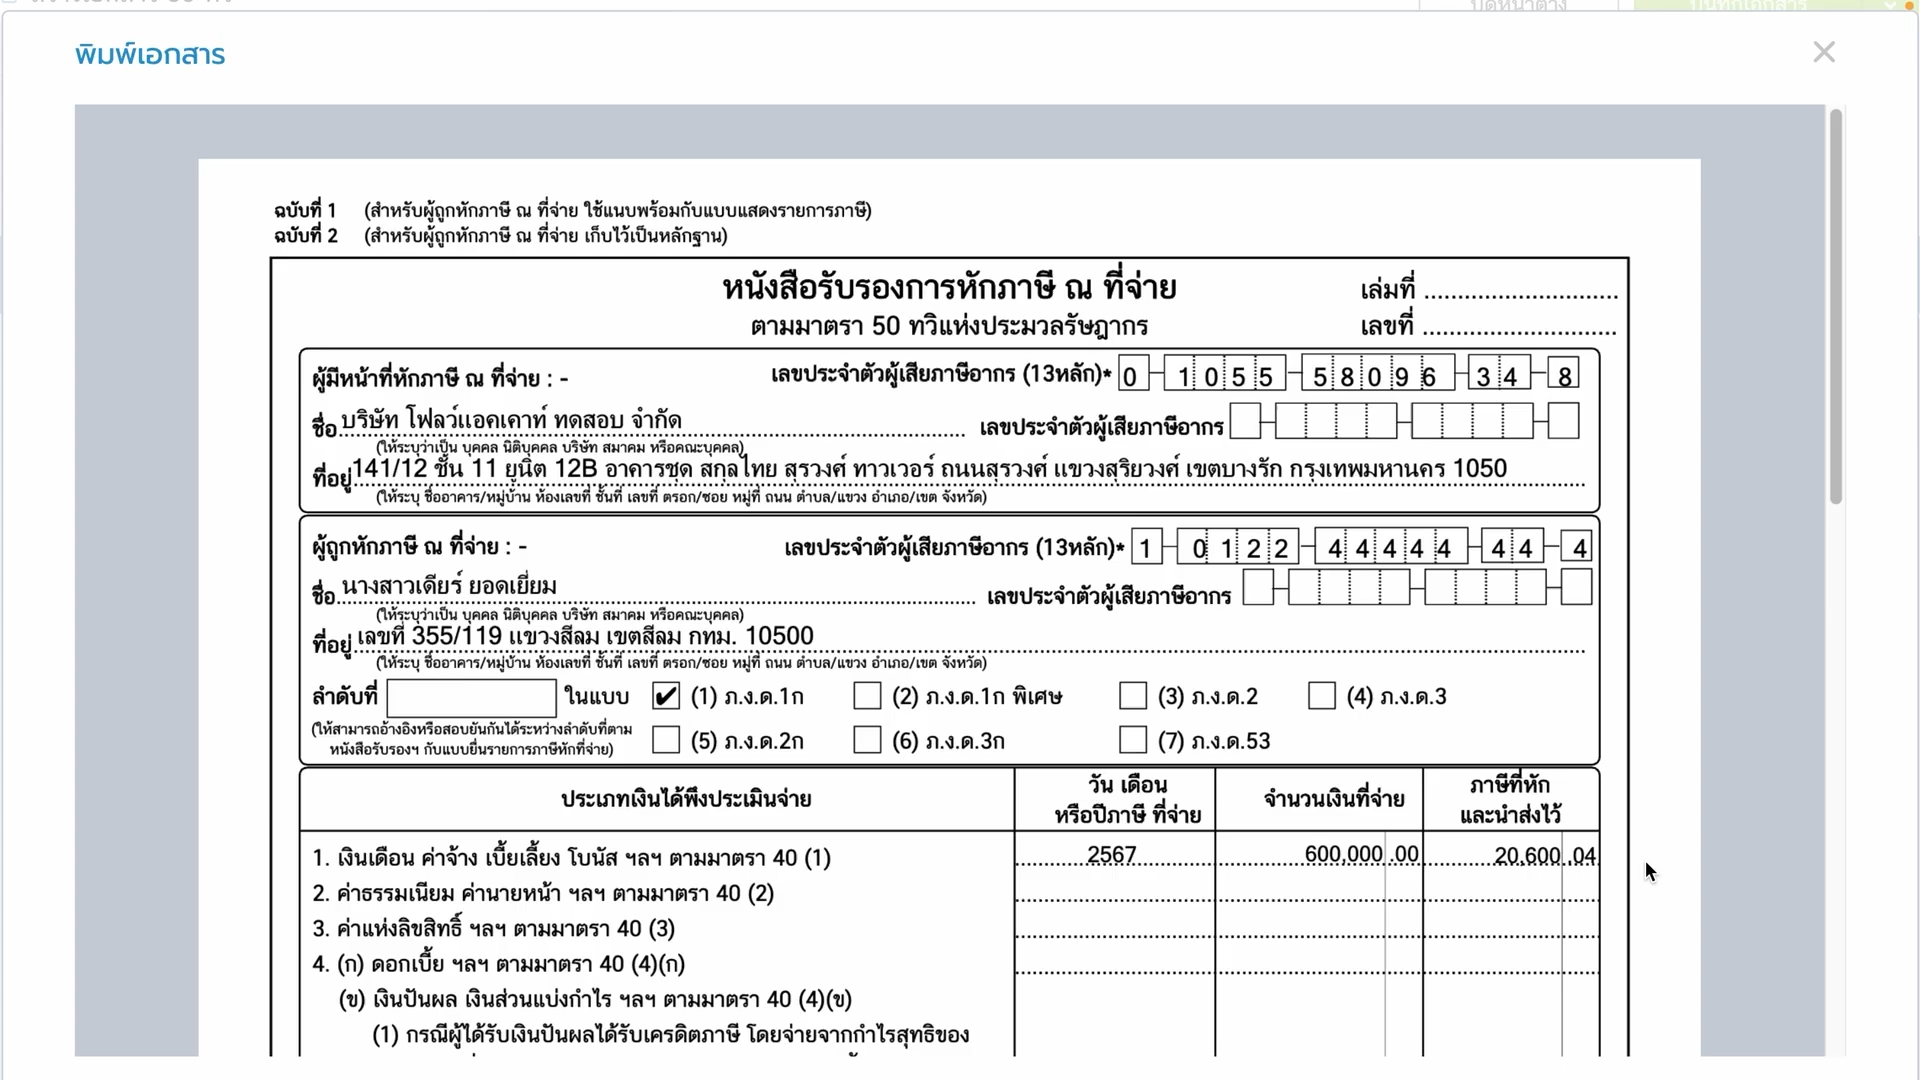 ปิดหน้าต่าง
บันทึกเอกสาร
พิมพ์เอกสาร
ฉบับที่ 1 (สำหรับผู้ถูกหักภาษี ณ ที่จ่าย ใช้แนบพร้อมกับแบบแสดงรายการภาษี)
ฉบับที่ 2 (สำหรับผู้ถูกหักภาษี ณ ที่จ่าย เก็บไว้เป็นหลักฐาน)
หนังสือรับรองการหักภาษี ณ ที่จ่าย
เล่มที่ ............................
ตามมาตรา 50 ทวิแห่งประมวลรัษฎากร
เลขที่ ............................
ผู้มีหน้าที่หักภาษี ณ ที่จ่าย : - เลขประจำตัวผู้เสียภาษีอากร (13หลัก)* 0 1055 58096 34 8
ชื่อ บริษัท โฟลว์แอคเคาท์ ทดสอบ จำกัด เลขประจำตัวผู้เสียภาษีอากร
(ให้ระบุว่าเป็น บุคคล นิติบุคคล บริษัท สมาคม หรือคณะบุคคล)
ที่อยู่ 141/12 ชั้น 11 ยูนิต 12B อาคารชุด สกุลไทย สุรวงศ์ ทาวเวอร์ ถนนสุรวงศ์ แขวงสุริยวงศ์ เขตบางรัก กรุงเทพมหานคร 1050
(ให้ระบุ ชื่ออาคาร/หมู่บ้าน ห้องเลขที่ ชั้นที่ เลขที่ ตรอก/ซอย หมู่ที่ ถนน ตำบล/แขวง อำเภอ/เขต จังหวัด)
ผู้ถูกหักภาษี ณ ที่จ่าย : - เลขประจำตัวผู้เสียภาษีอากร (13หลัก)* 1 0122 44444 44 4
ชื่อ นางสาวเดียร์ ยอดเยี่ยม เลขประจำตัวผู้เสียภาษีอากร
(ให้ระบุว่าเป็น บุคคล นิติบุคคล บริษัท สมาคม หรือคณะบุคคล)
ที่อยู่ เลขที่ 355/119 แขวงสีลม เขตสีลม กทม. 10500
(ให้ระบุ ชื่ออาคาร/หมู่บ้าน ห้องเลขที่ ชั้นที่ เลขที่ ตรอก/ซอย หมู่ที่ ถนน ตำบล/แขวง อำเภอ/เขต จังหวัด)
ลำดับที่ ในแบบ ✔ (1) ภ.ง.ด.1ก (2) ภ.ง.ด.1ก พิเศษ (3) ภ.ง.ด.2 (4) ภ.ง.ด.3
(ให้สามารถอ้างอิงหรือสอบยันกันได้ระหว่างลำดับที่ตาม
หนังสือรับรองฯ กับแบบยื่นรายการภาษีหักที่จ่าย)
(5) ภ.ง.ด.2ก (6) ภ.ง.ด.3ก (7) ภ.ง.ด.53
ประเภทเงินได้พึงประเมินจ่าย
วัน เดือน
หรือปีภาษี ที่จ่าย
จำนวนเงินที่จ่าย
ภาษีที่หัก
และนำส่งไว้
1. เงินเดือน ค่าจ้าง เบี้ยเลี้ยง โบนัส ฯลฯ ตามมาตรา 40 (1) 2567 600,000 .00 20,600 .04
2. ค่าธรรมเนียม ค่านายหน้า ฯลฯ ตามมาตรา 40 (2)
3. ค่าแห่งลิขสิทธิ์ ฯลฯ ตามมาตรา 40 (3)
4. (ก) ดอกเบี้ย ฯลฯ ตามมาตรา 40 (4)(ก)
(ข) เงินปันผล เงินส่วนแบ่งกำไร ฯลฯ ตามมาตรา 40 (4)(ข)
(1) กรณีผู้ได้รับเงินปันผลได้รับเครดิตภาษี โดยจ่ายจากกำไรสุทธิของ